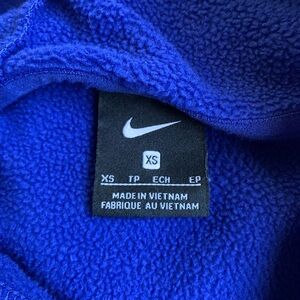 XS
XS TP ECH EP
MADE IN VIETNAM
FABRIQUE AU VIETNAM